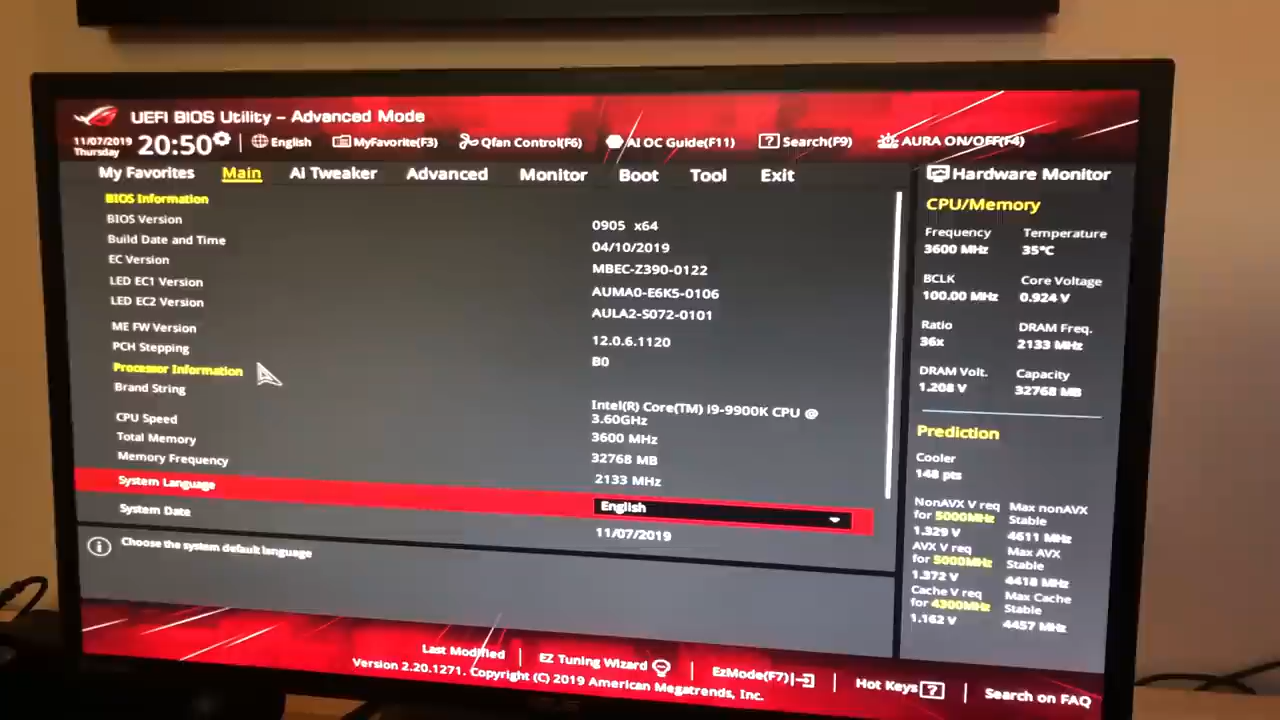 UEFI BIOS Utility – Advanced Mode
11/07/2019
Thursday
20:50
English
MyFavorite(F3)
Qfan Control(F6)
AI OC Guide(F11)
Search(F9)
AURA ON/OFF(F4)
My Favorites
Main
Ai Tweaker
Advanced
Monitor
Boot
Tool
Exit
BIOS Information
BIOS Version
0905 x64
Build Date and Time
04/10/2019
EC Version
MBEC-Z390-0122
LED EC1 Version
AUMA0-E6K5-0106
LED EC2 Version
AULA2-S072-0101
ME FW Version
12.0.6.1120
PCH Stepping
B0
Processor Information
Brand String
Intel(R) Core(TM) i9-9900K CPU @
3.60GHz
CPU Speed
3600 MHz
Total Memory
32768 MB
Memory Frequency
2133 MHz
System Language
English
System Date
11/07/2019
Choose the system default language
Hardware Monitor
CPU/Memory
Frequency
3600 MHz
Temperature
35°C
BCLK
100.00 MHz
Core Voltage
0.924 V
Ratio
36x
DRAM Freq.
2133 MHz
DRAM Volt.
1.208 V
Capacity
32768 MB
Prediction
Cooler
148 pts
NonAVX V req
for 5000MHz
1.329 V
Max nonAVX
Stable
4611 MHz
AVX V req
for 5000MHz
1.372 V
Max AVX
Stable
4418 MHz
Cache V req
for 4300MHz
1.162 V
Max Cache
Stable
4457 MHz
Last Modified
EZ Tuning Wizard
EzMode(F7)
Hot Keys ?
Search on FAQ
Version 2.20.1271. Copyright (C) 2019 American Megatrends, Inc.